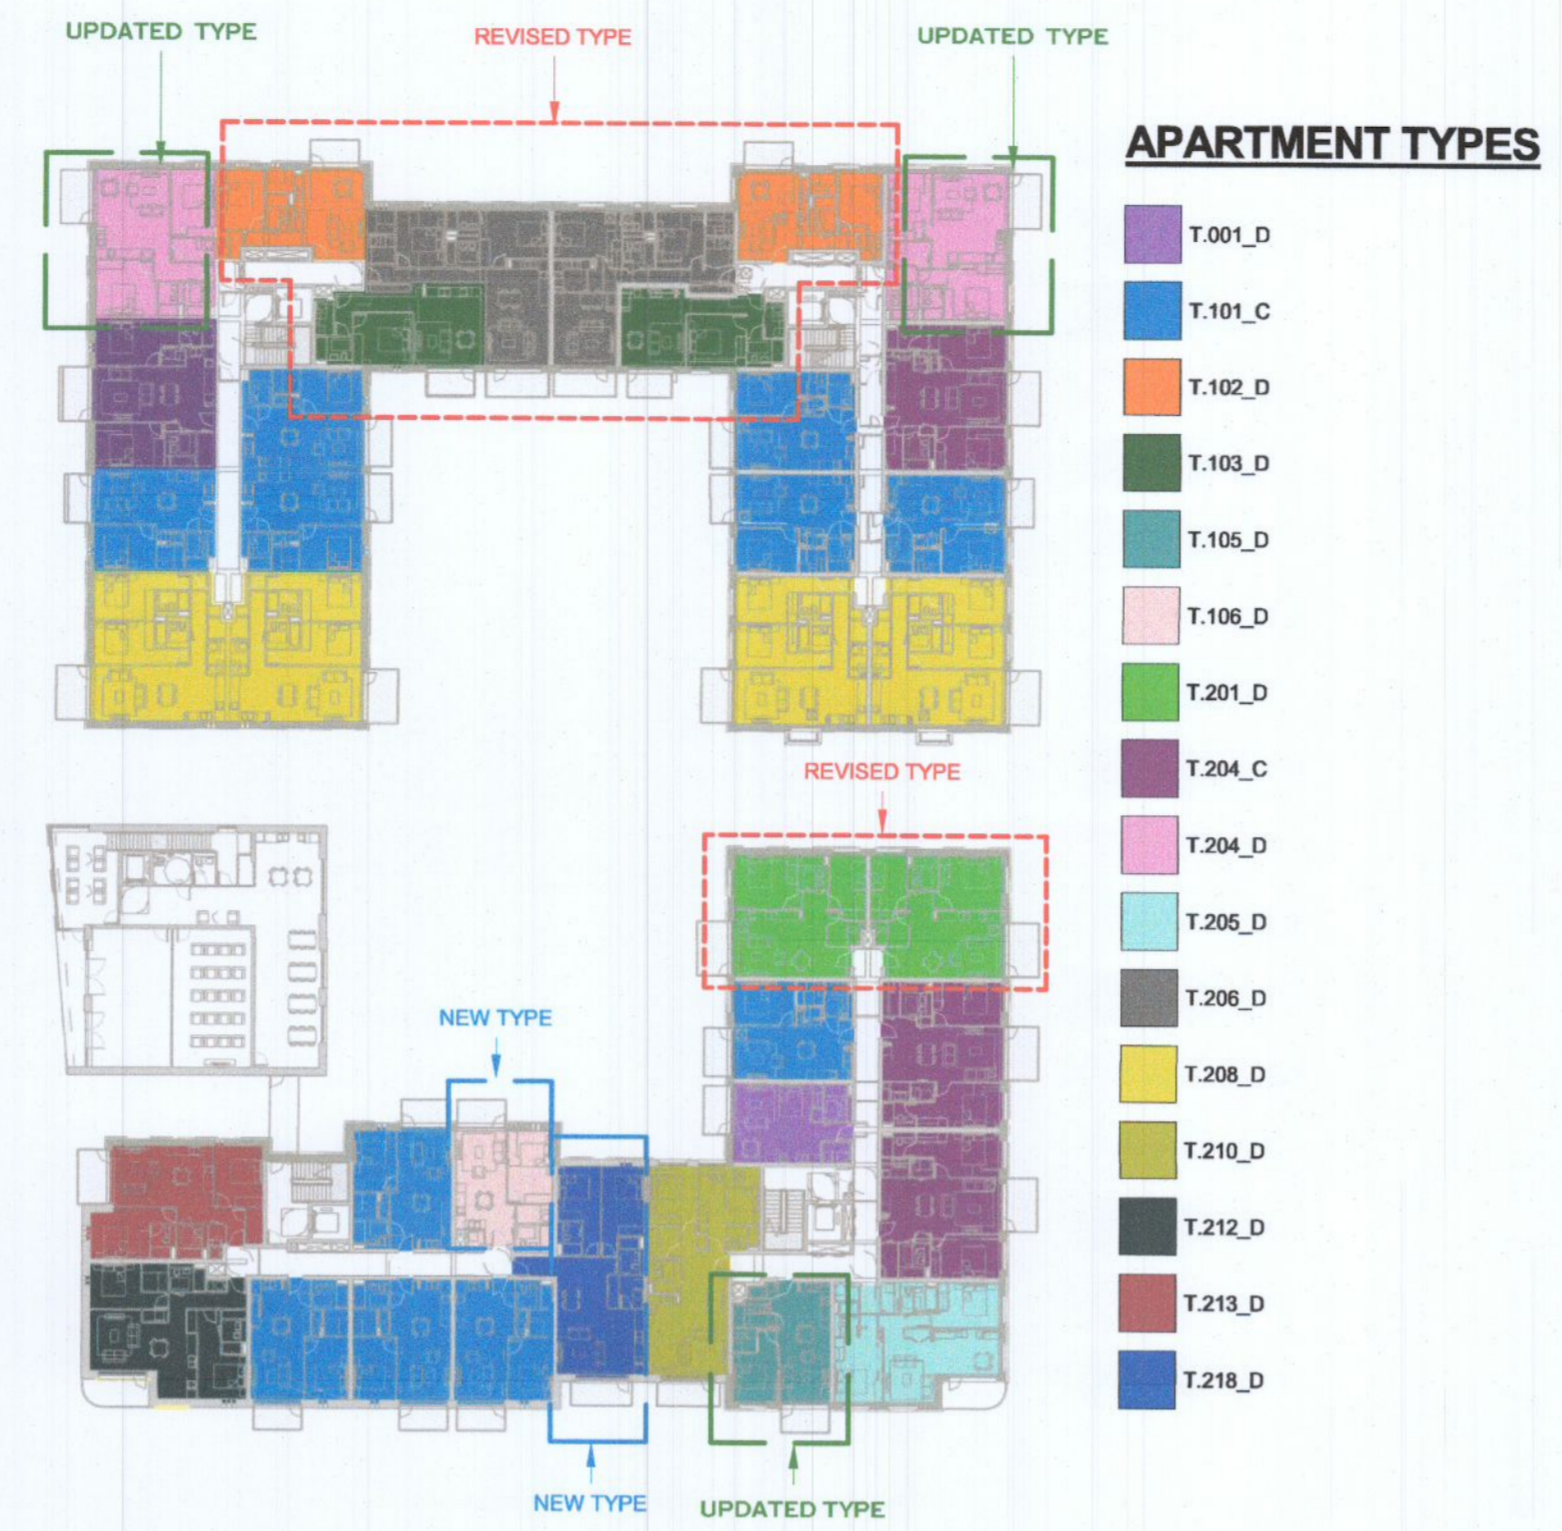 UPDATED TYPE
REVISED TYPE
UPDATED TYPE
APARTMENT TYPES
T.001_D
T.101_C
T.102_D
T.103_D
T.105_D
T.106_D
T.201_D
T.204_C
T.204_D
T.205_D
T.206_D
T.208_D
T.210_D
T.212_D
T.213_D
T.218_D
REVISED TYPE
NEW TYPE
NEW TYPE
UPDATED TYPE